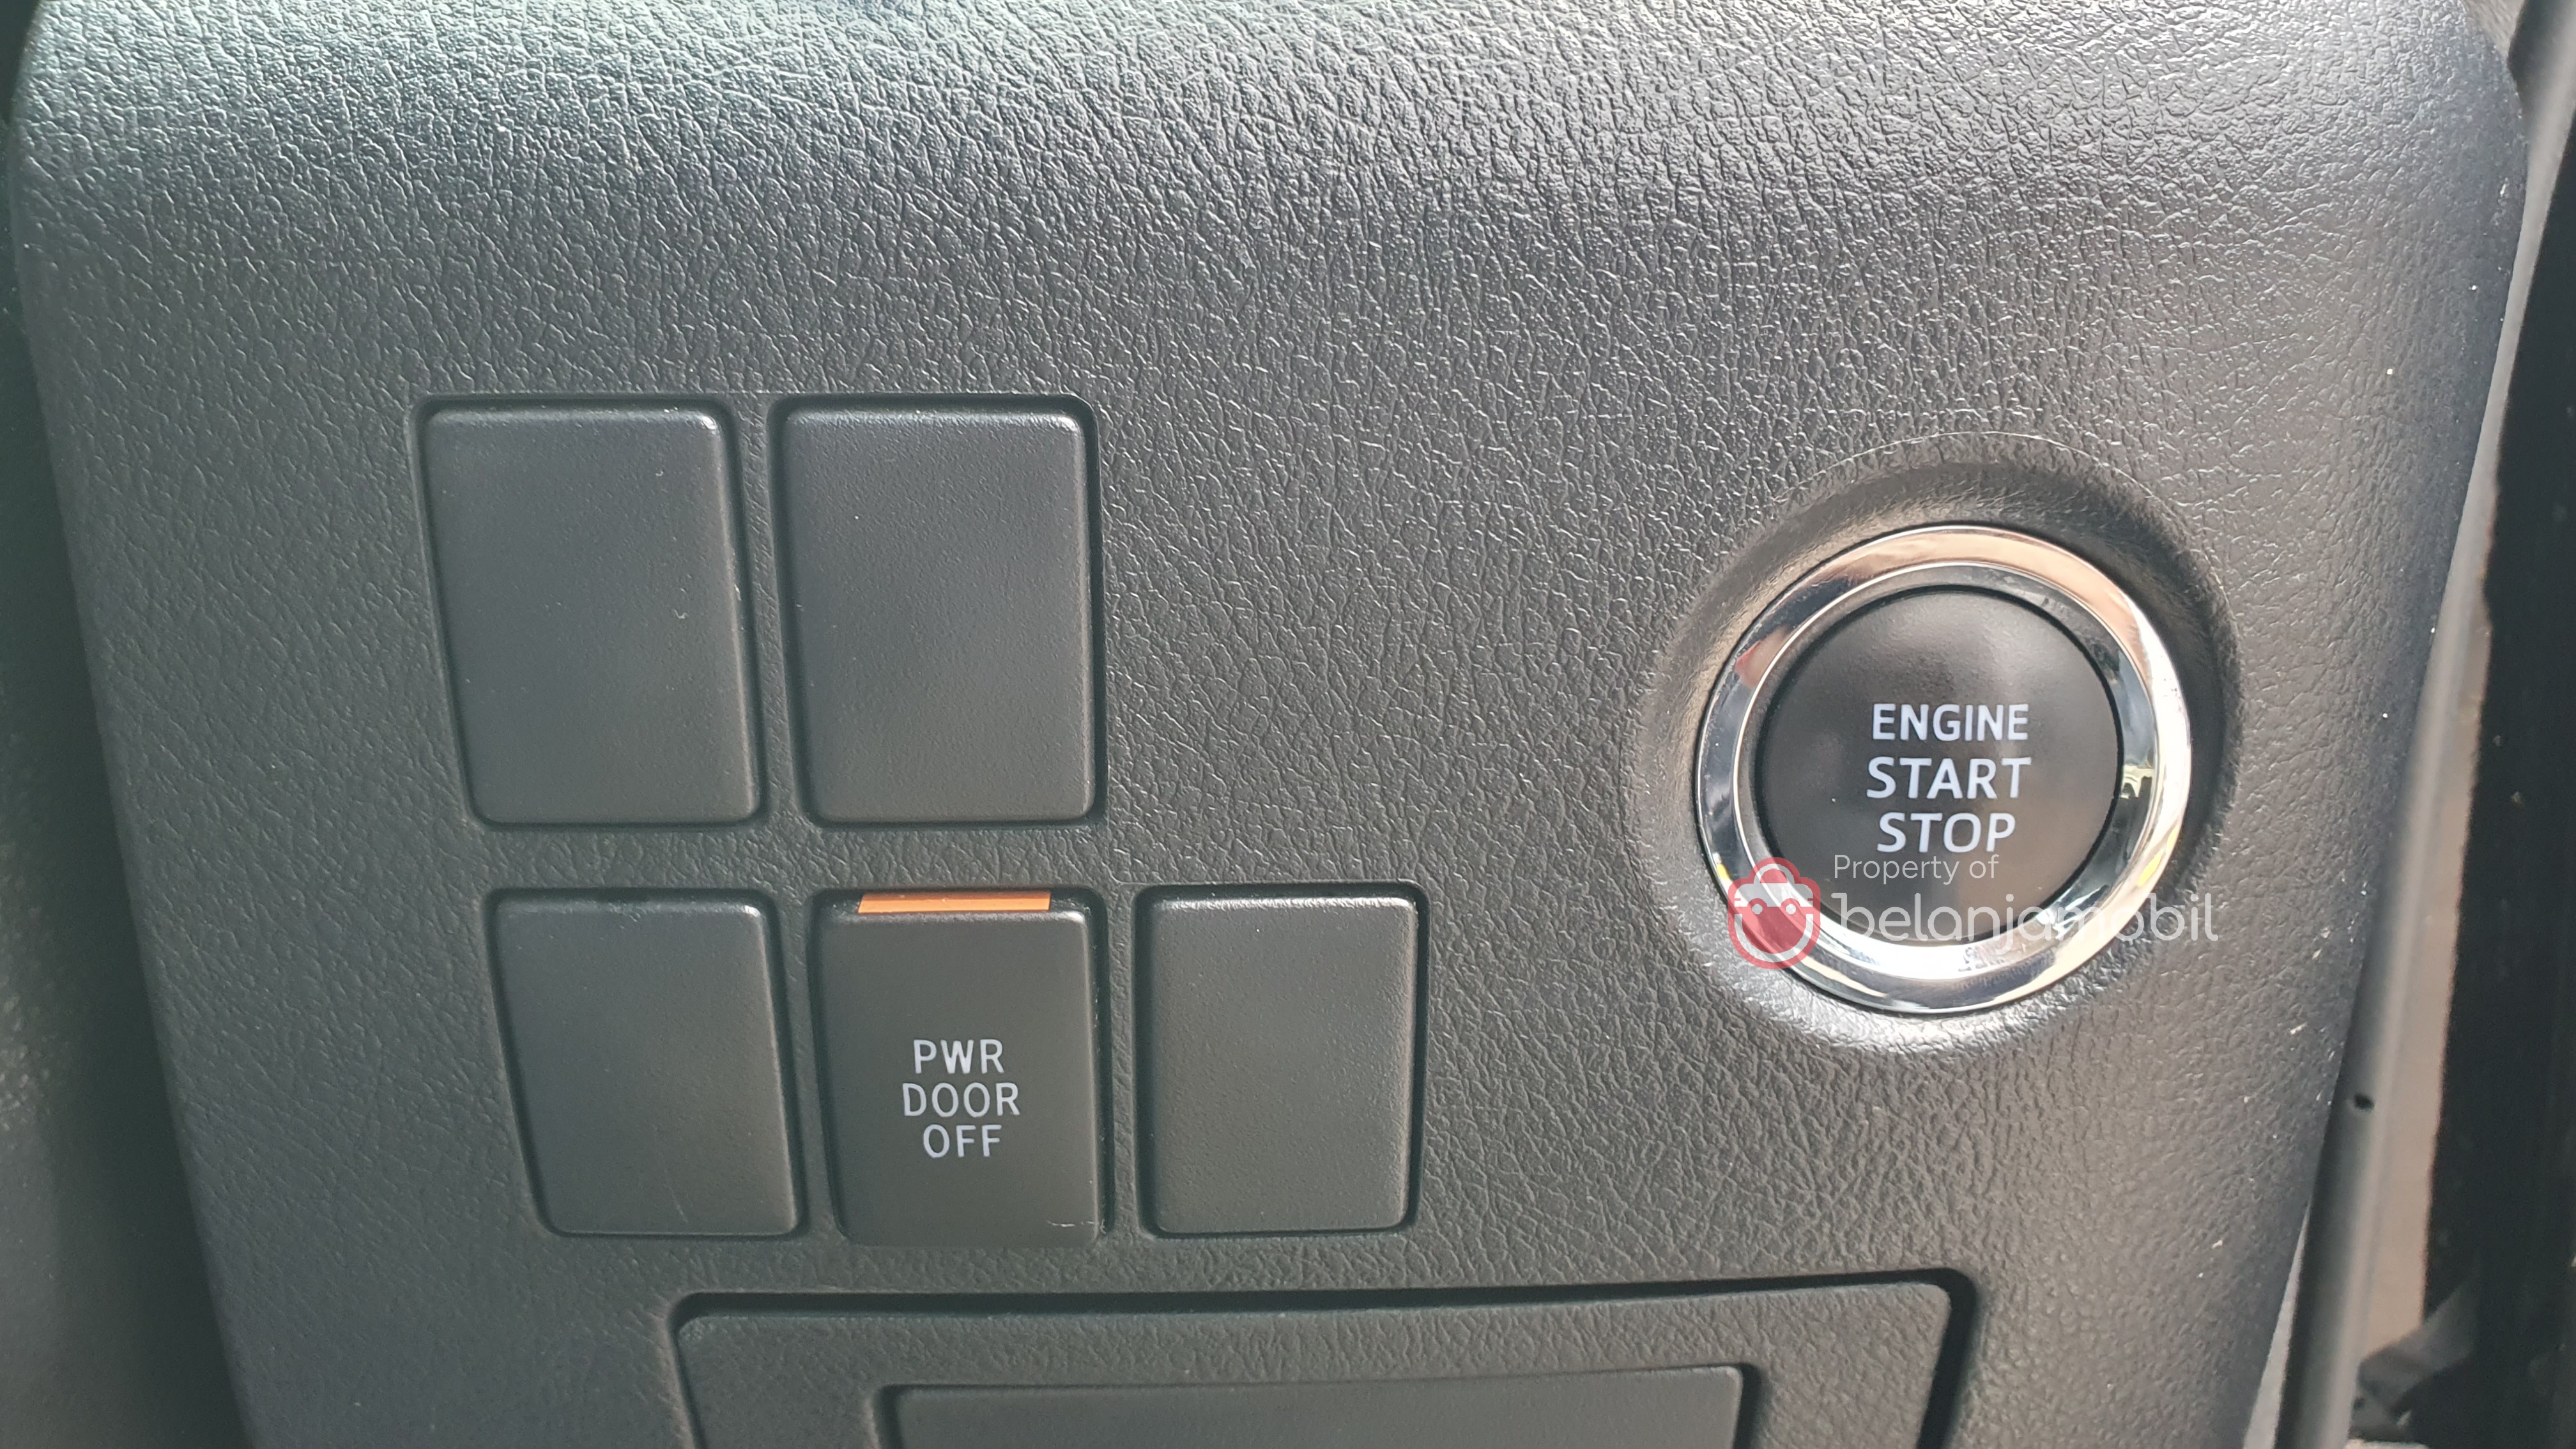 ENGINE
START
STOP
Property of
belanjamobil
PWR
DOOR
OFF